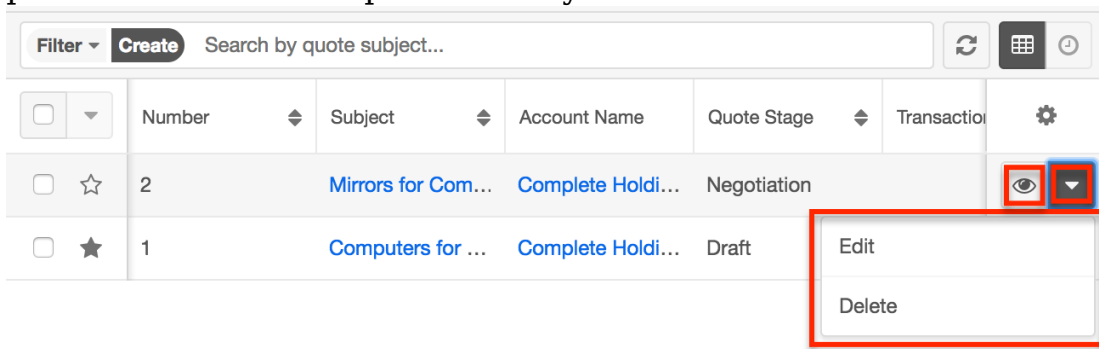 Filter Create Search by quote subject...
Number Subject Account Name Quote Stage Transaction
2 Mirrors for Com... Complete Holdi... Negotiation
1 Computers for ... Complete Holdi... Draft
Edit
Delete